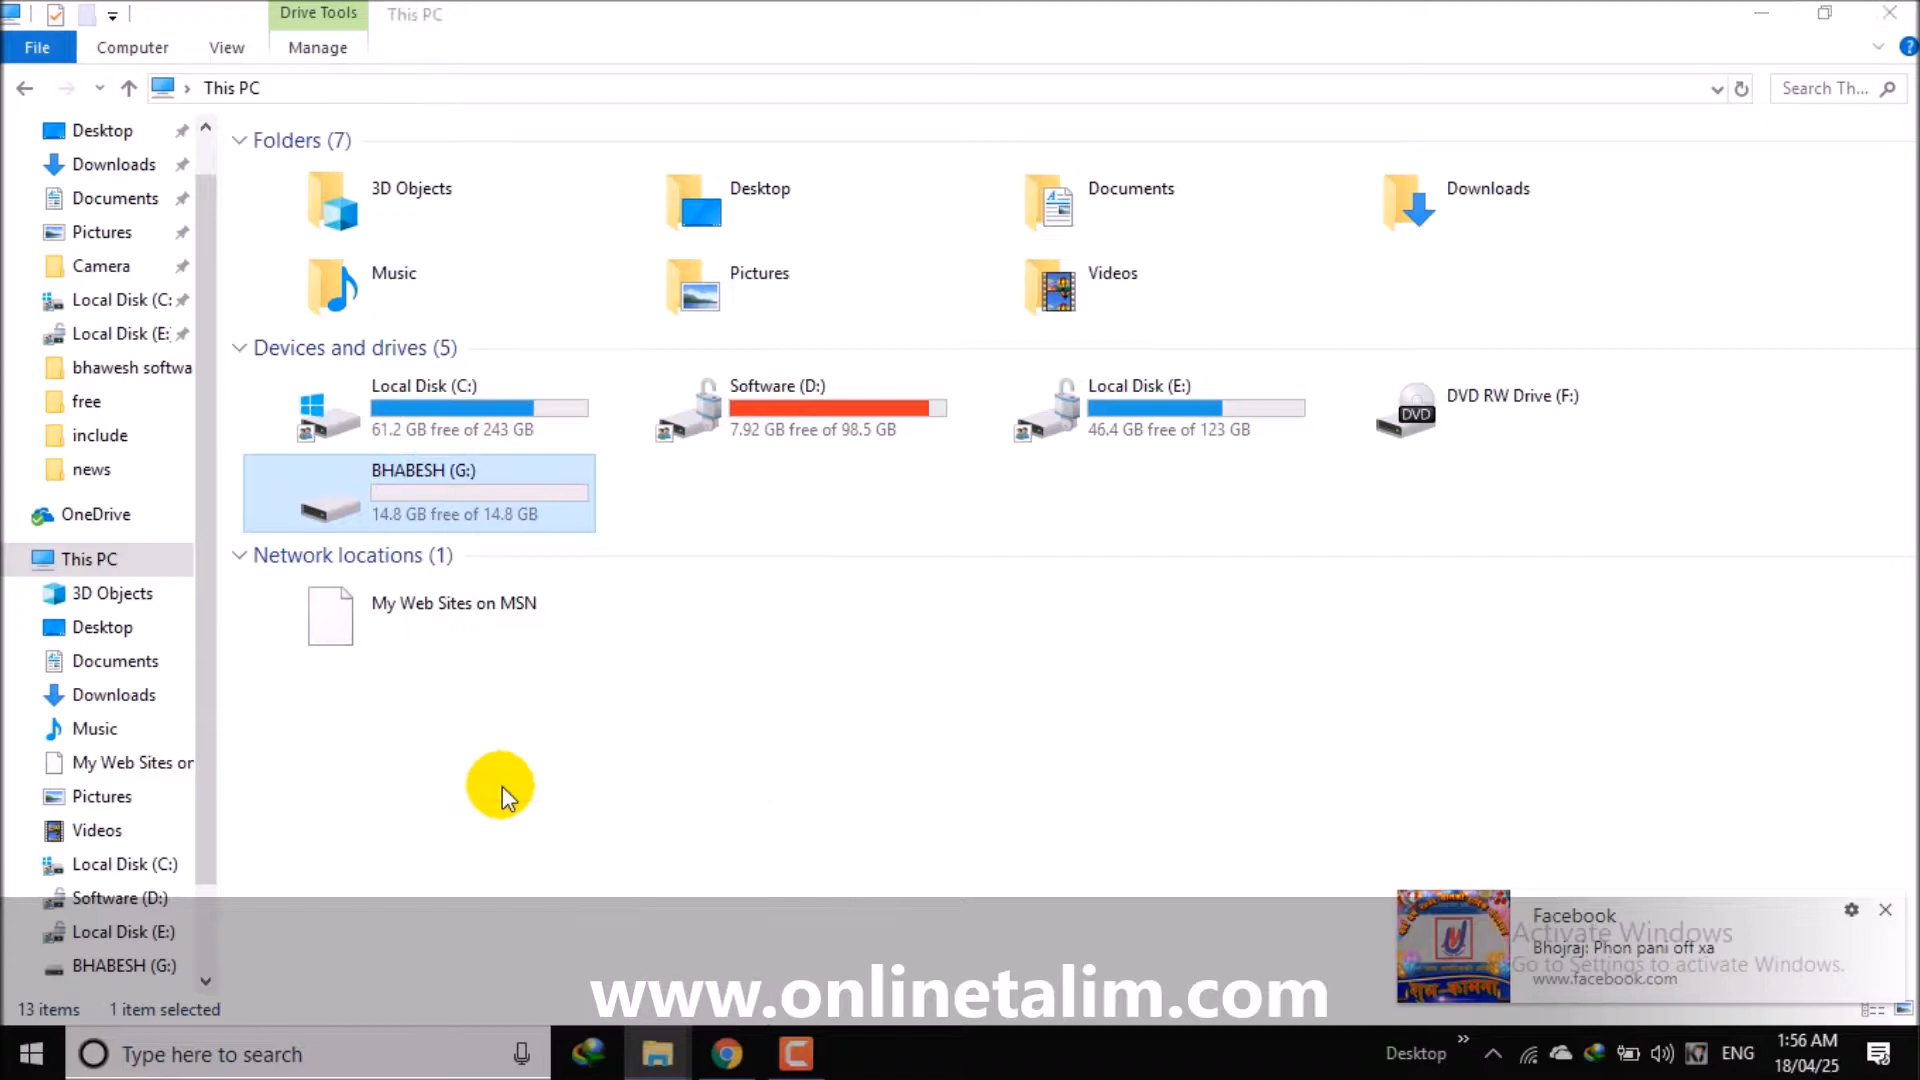 Drive Tools
This PC
File
Computer
View
Manage
This PC
Search Th...
Desktop
Downloads
Documents
Pictures
Camera
Local Disk (C:
Local Disk (E:
bhawesh softwa
free
include
news
OneDrive
This PC
3D Objects
Desktop
Documents
Downloads
Music
My Web Sites or
Pictures
Videos
Local Disk (C:)
Software (D:)
Local Disk (E:)
BHABESH (G:)
Folders (7)
3D Objects
Desktop
Documents
Downloads
Music
Pictures
Videos
Devices and drives (5)
Local Disk (C:)
61.2 GB free of 243 GB
Software (D:)
7.92 GB free of 98.5 GB
Local Disk (E:)
46.4 GB free of 123 GB
DVD
DVD RW Drive (F:)
BHABESH (G:)
14.8 GB free of 14.8 GB
Network locations (1)
My Web Sites on MSN
Facebook
Activate Windows
Bhojraj: Phon pani off xa
Go to Settings to activate Windows.
www.facebook.com
www.onlinetalim.com
13 items
1 item selected
Type here to search
Desktop
ENG
1:56 AM
18/04/25